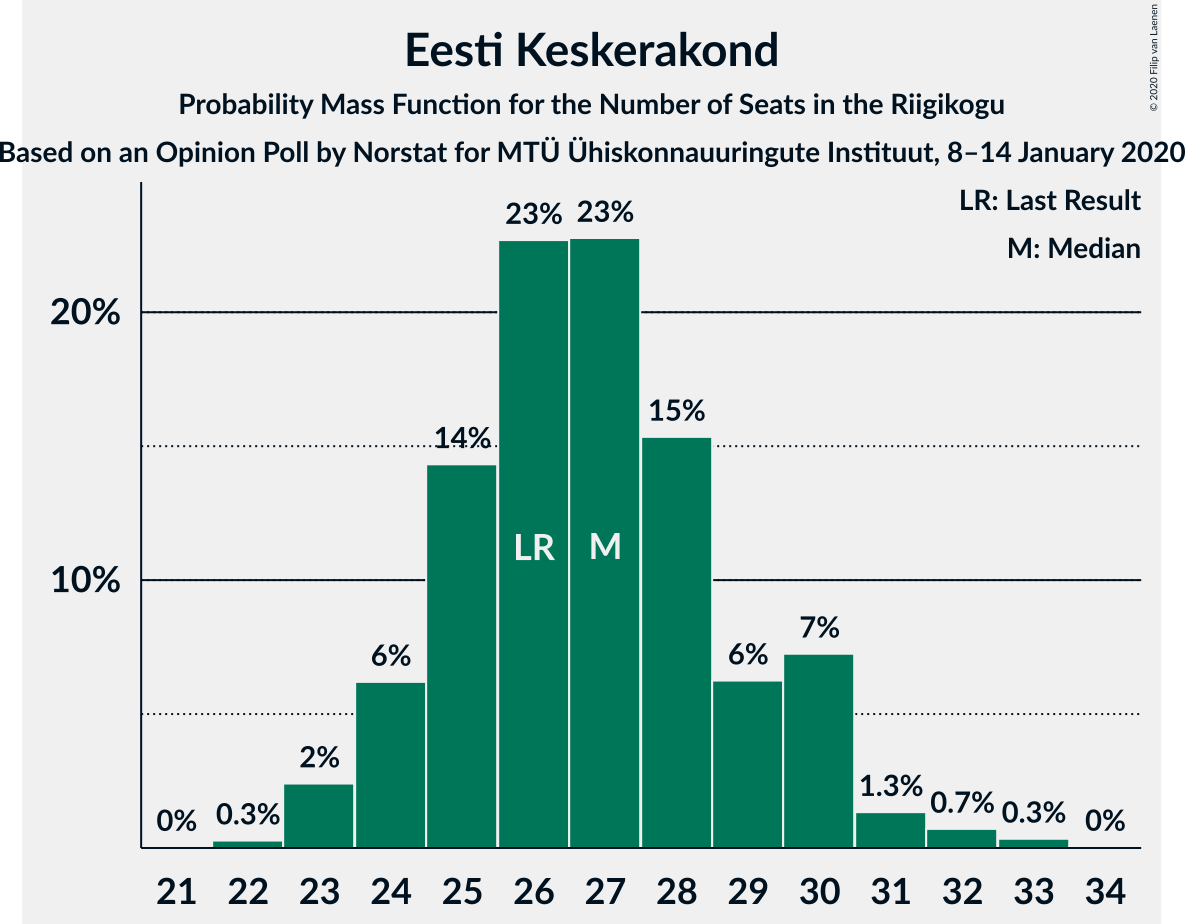 Eesti Keskerakond
Probability Mass Function for the Number of Seats in the Riigikogu
Based on an Opinion Poll by Norstat for MTÜ Ühiskonnauuringute Instituut, 8–14 January 2020
© 2020 Filip van Laenen
LR: Last Result
M: Median
23% 23%
20%
15%
14%
LR M
10%
7%
6% 6%
2%
1.3%
0% 0.3% 0.7% 0.3% 0%
21 22 23 24 25 26 27 28 29 30 31 32 33 34